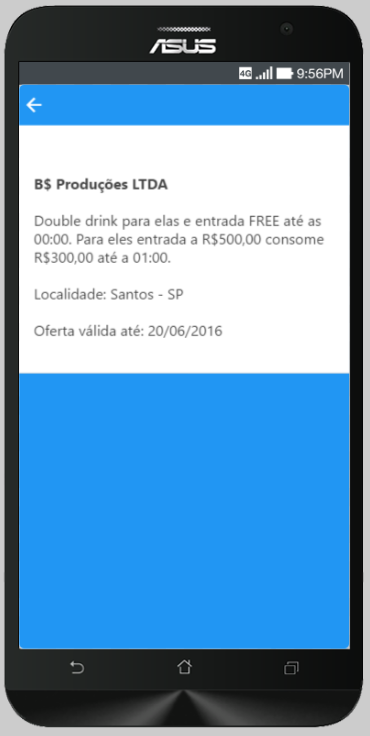 ASUS
4G 9:56PM
B$ Produções LTDA
Double drink para elas e entrada FREE até as
00:00. Para eles entrada a R$500,00 consome
R$300,00 até a 01:00.
Localidade: Santos - SP
Oferta válida até: 20/06/2016